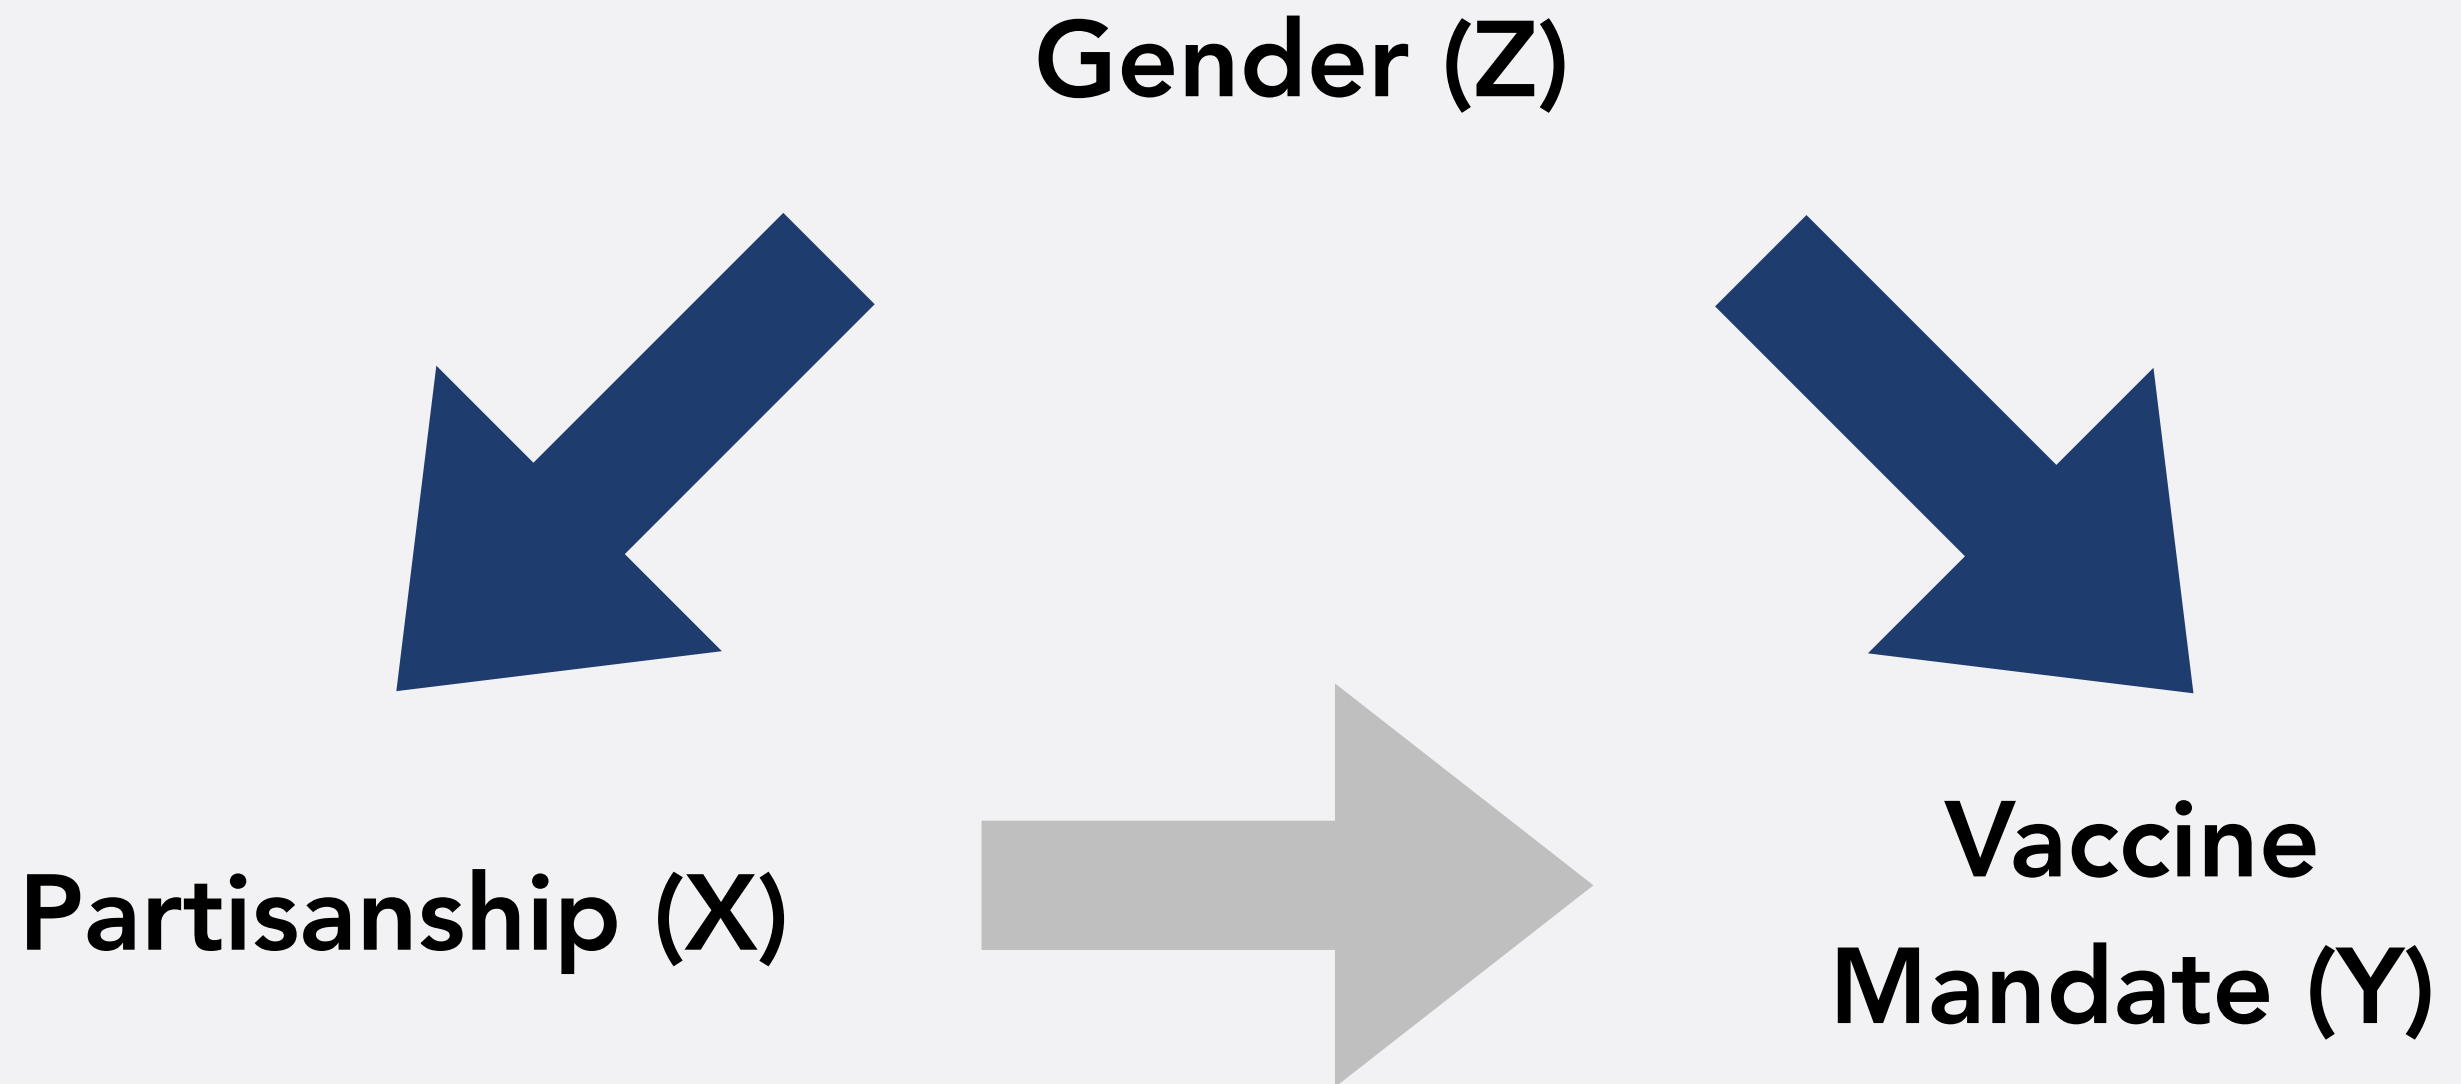 Gender (Z)
Partisanship (X)
Vaccine
Mandate (Y)